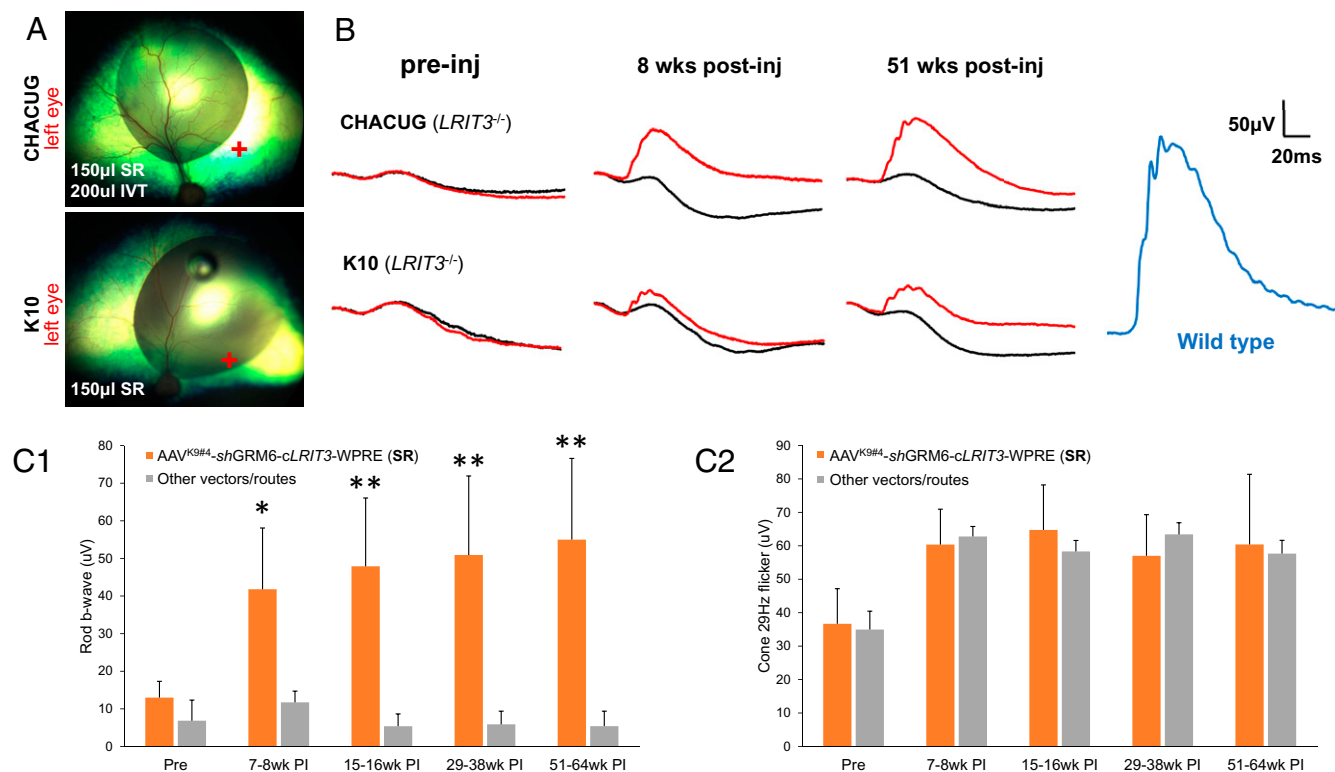 A
CHACUG
left eye
150µl SR
200ul IVT
K10
left eye
150µl SR
B
pre-inj
8 wks post-inj
51 wks post-inj
CHACUG (LRIT3-/-)
K10 (LRIT3-/-)
50µV
20ms
Wild type
C1
AAVK9#4-shGRM6-cLRIT3-WPRE (SR)
Other vectors/routes
Rod b-wave (uV)
80
70
60
50
40
30
20
10
0
*
**
**
**
Pre
7-8wk PI
15-16wk PI
29-38wk PI
51-64wk PI
C2
AAVK9#4-shGRM6-cLRIT3-WPRE (SR)
Other vectors/routes
Cone 29Hz flicker (uV)
90
80
70
60
50
40
30
20
10
0
Pre
7-8wk PI
15-16wk PI
29-38wk PI
51-64wk PI